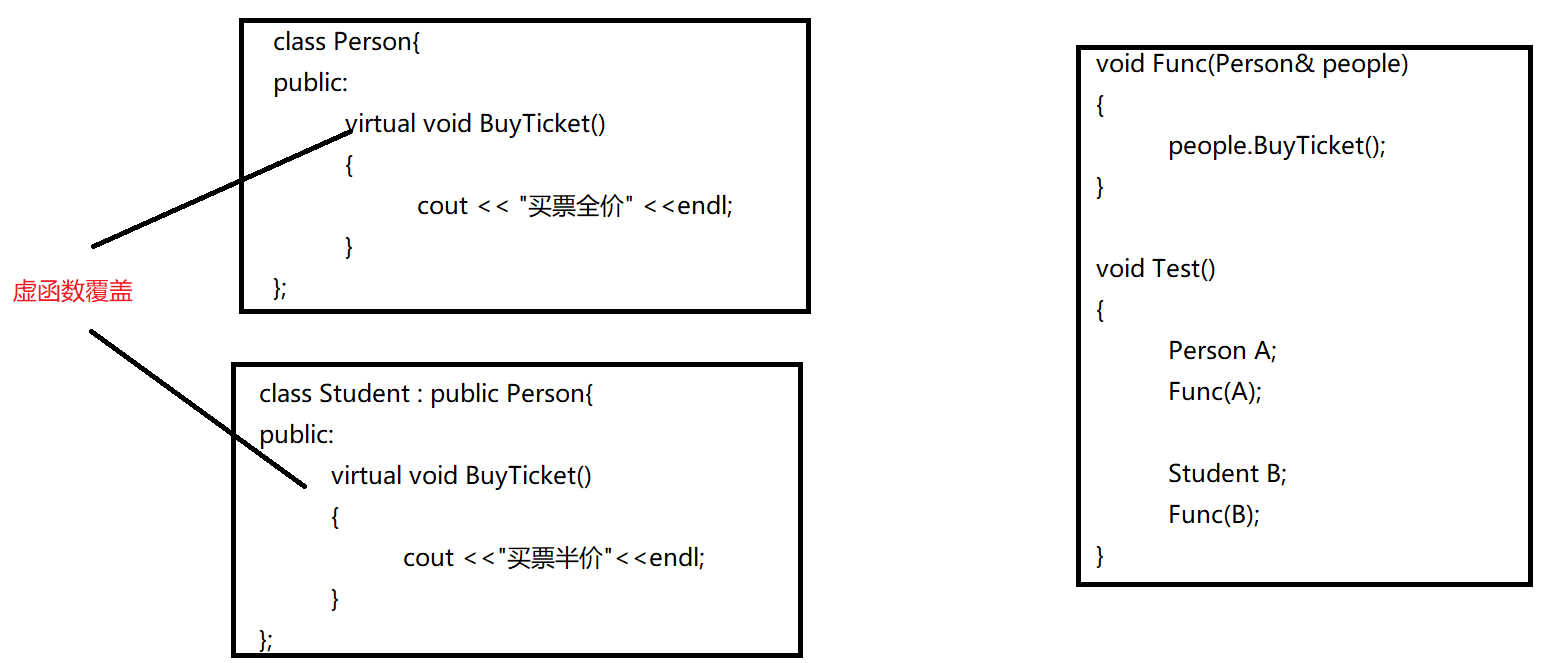 虚函数覆盖
class Person{
public:
virtual void BuyTicket()
{
cout << "买票全价" <<endl;
}
};
class Student : public Person{
public:
virtual void BuyTicket()
{
cout <<"买票半价"<<endl;
}
};
void Func(Person& people)
{
people.BuyTicket();
}
void Test()
{
Person A;
Func(A);
Student B;
Func(B);
}